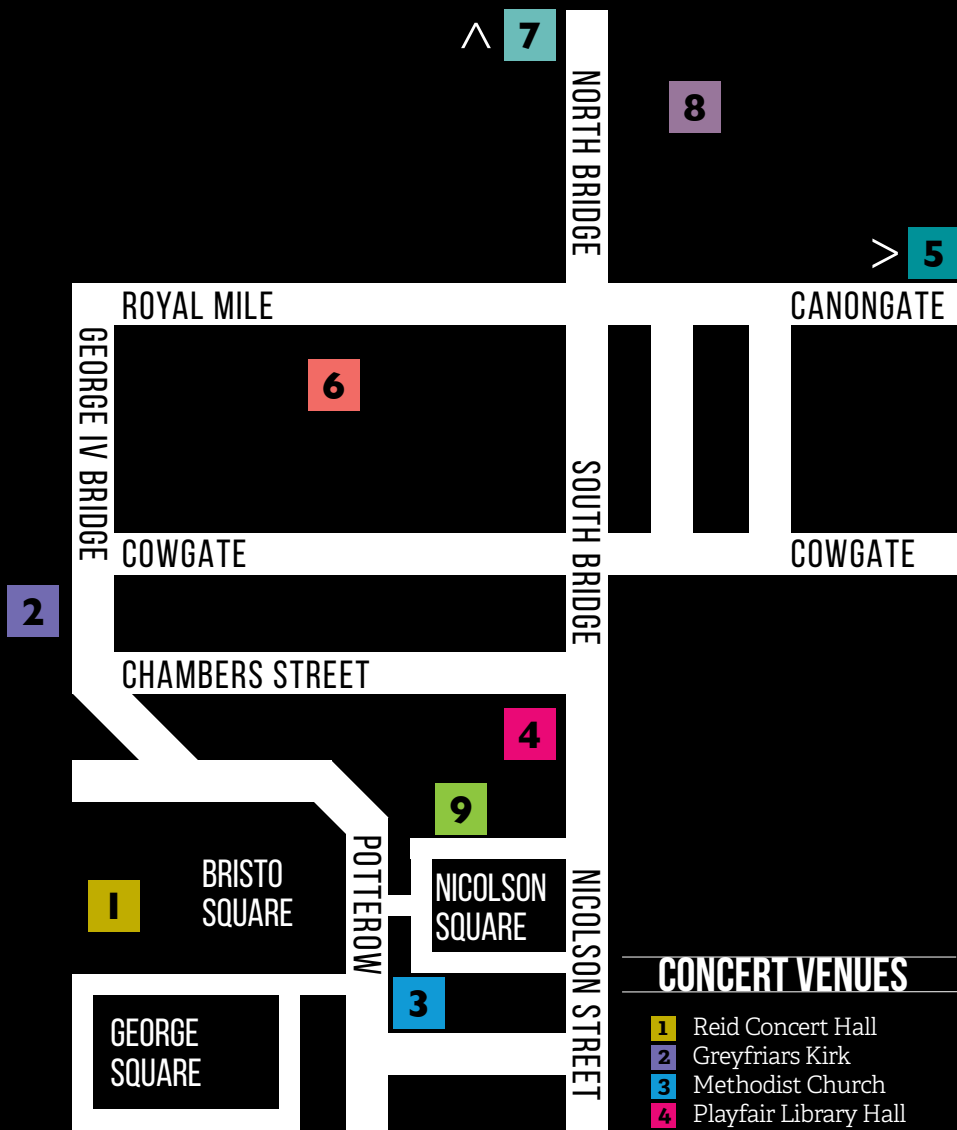 7
8
NORTH BRIDGE
5
ROYAL MILE
CANONGATE
GEORGE IV BRIDGE
6
SOUTH BRIDGE
COWGATE
COWGATE
2
CHAMBERS STREET
4
9
POTTEROW
BRISTO
SQUARE
1
NICOLSON
SQUARE
NICOLSON STREET
3
GEORGE
SQUARE
CONCERT VENUES
1 Reid Concert Hall
2 Greyfriars Kirk
3 Methodist Church
4 Playfair Library Hall